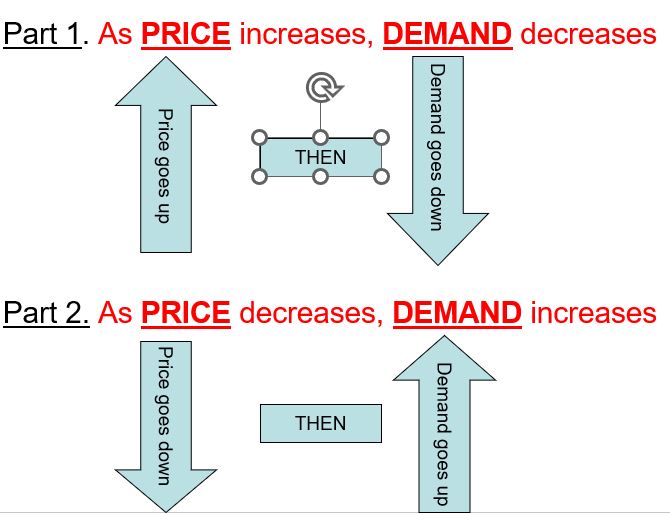 Part 1. As PRICE increases, DEMAND decreases
Price goes up
THEN
Demand goes down
Part 2. As PRICE decreases, DEMAND increases
Price goes down
THEN
Demand goes up